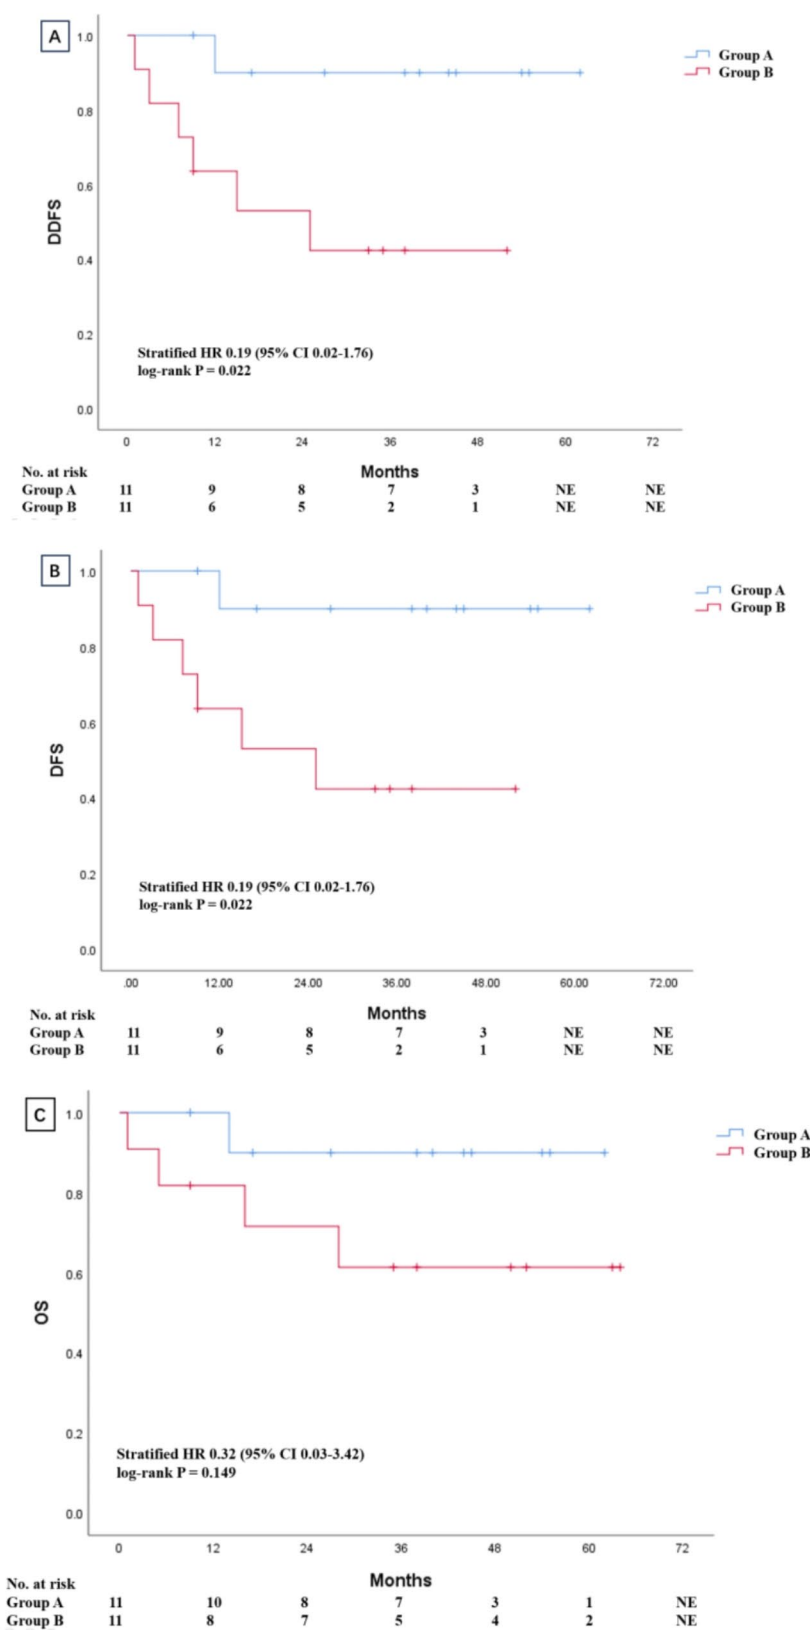 A
1.0
Group A
Group B
0.8
0.6
DDFS
0.4
0.2
Stratified HR 0.19 (95% CI 0.02-1.76)
log-rank P = 0.022
0.0
0 12 24 36 48 60 72
No. at risk Months
Group A 11 9 8 7 3 NE NE
Group B 11 6 5 2 1 NE NE
B
1.0
Group A
Group B
0.8
0.6
DFS
0.4
0.2
Stratified HR 0.19 (95% CI 0.02-1.76)
log-rank P = 0.022
0.0
.00 12.00 24.00 36.00 48.00 60.00 72.00
No. at risk Months
Group A 11 9 8 7 3 NE NE
Group B 11 6 5 2 1 NE NE
C
1.0
Group A
Group B
0.8
0.6
OS
0.4
0.2
Stratified HR 0.32 (95% CI 0.03-3.42)
log-rank P = 0.149
0.0
0 12 24 36 48 60 72
No. at risk Months
Group A 11 10 8 7 3 1 NE
Group B 11 8 7 5 4 2 NE